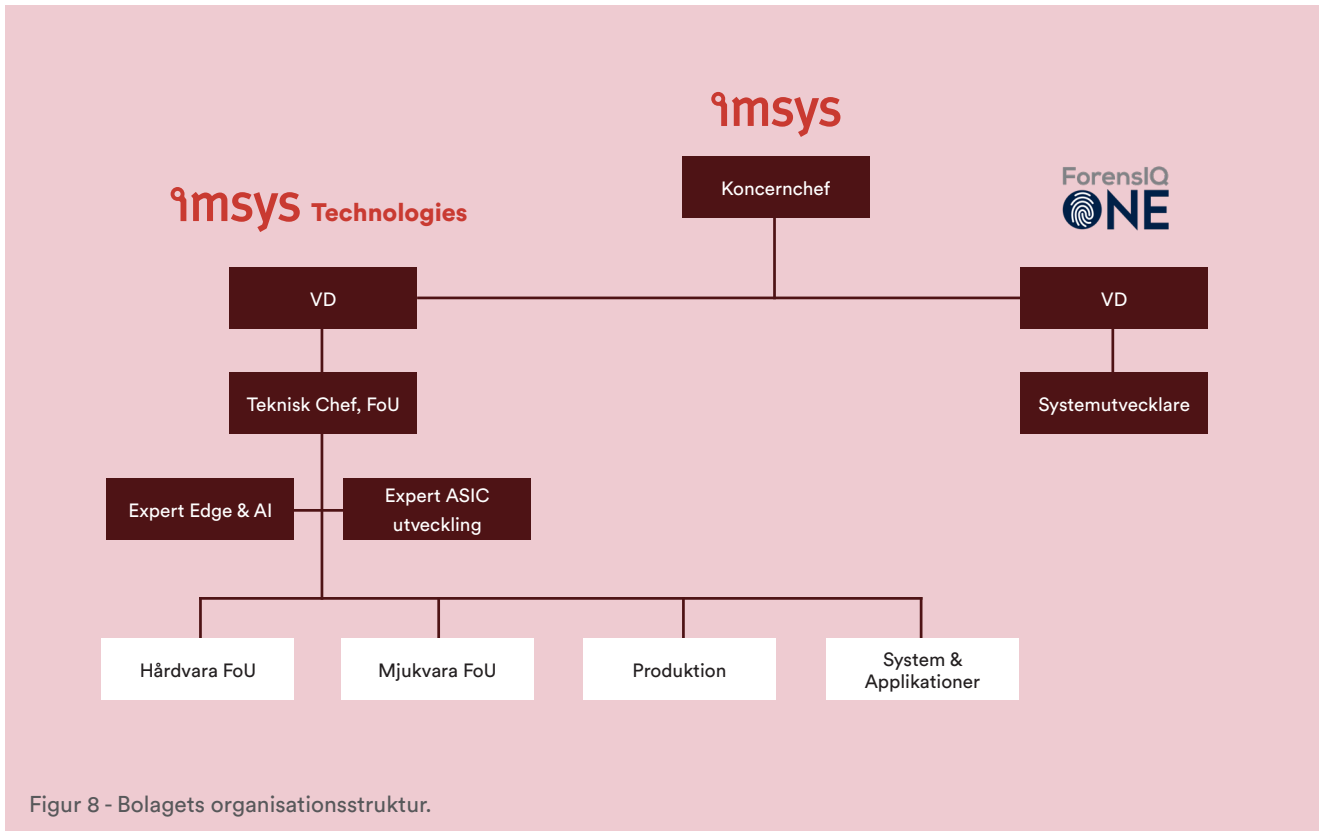 imsys
Koncernchef
imsys Technologies
ForensIQ
ONE
VD
VD
Teknisk Chef, FoU
Systemutvecklare
Expert Edge & AI
Expert ASIC
utveckling
Hårdvara FoU
Mjukvara FoU
Produktion
System &
Applikationer
Figur 8 - Bolagets organisationsstruktur.